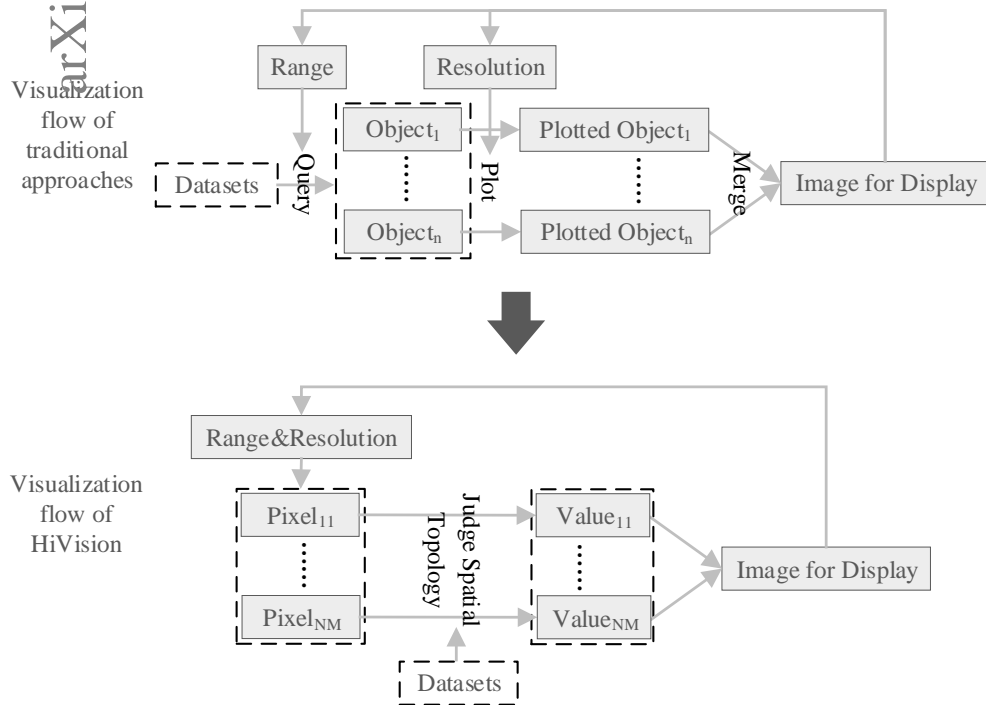 arXi
Range
Resolution
Visualization
flow of
traditional
approaches
Datasets
Query
Object1
Objectn
Plot
Plotted Object1
Plotted Objectn
Merge
Image for Display
Range&Resolution
Visualization
flow of
HiVision
Pixel11
PixelNM
Judge Spatial
Topology
Datasets
Value11
ValueNM
Image for Display